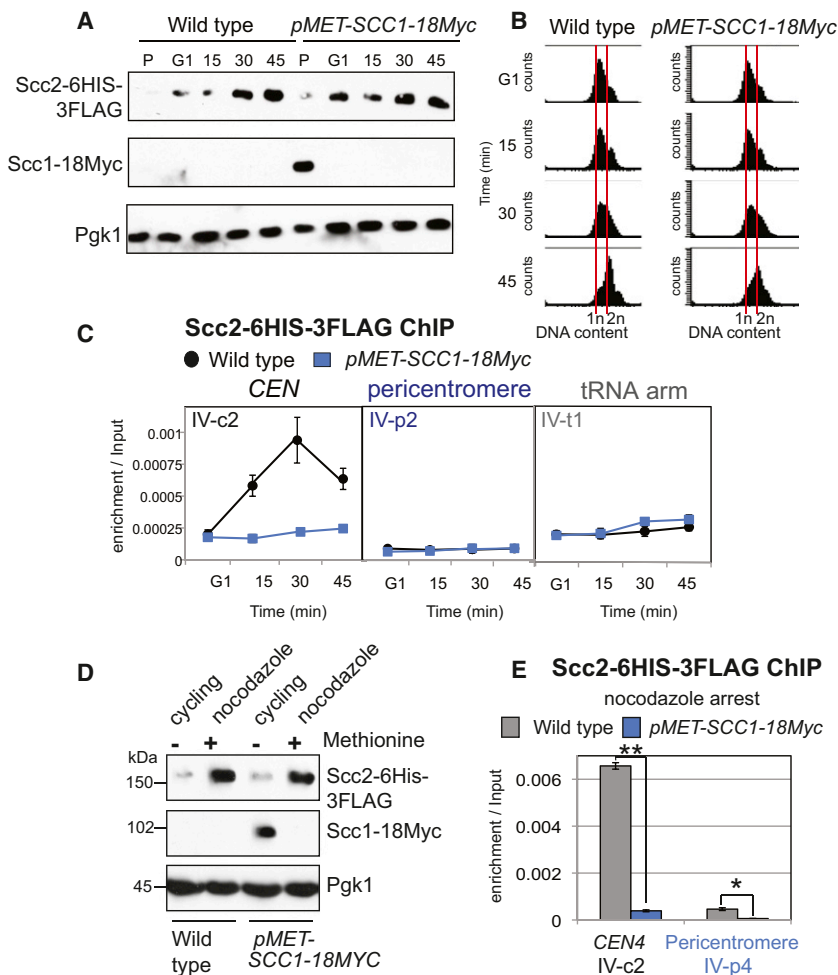 A
Wild type pMET-SCC1-18Myc
P G1 15 30 45 P G1 15 30 45
Scc2-6HIS-
3FLAG
Scc1-18Myc
Pgk1
B
Wild type pMET-SCC1-18Myc
G1
counts
counts
15
counts
counts
30
counts
counts
45
counts
counts
Time (min)
1n 2n
DNA content
1n 2n
DNA content
C
Scc2-6HIS-3FLAG ChIP
Wild type pMET-SCC1-18Myc
CEN pericentromere tRNA arm
IV-c2 IV-p2 IV-t1
enrichment / Input
0.001
0.00075
0.0005
0.00025
0
G1 15 30 45 G1 15 30 45 G1 15 30 45
Time (min) Time (min) Time (min)
D
cycling nocodazole cycling nocodazole
- + - + Methionine
kDa
150
Scc2-6His-
3FLAG
102
Scc1-18Myc
45
Pgk1
Wild
type
pMET-
SCC1-18MYC
E
Scc2-6HIS-3FLAG ChIP
nocodazole arrest
Wild type pMET-SCC1-18Myc
enrichment / Input
0.006
0.004
0.002
0
**
*
CEN4
IV-c2
Pericentromere
IV-p4